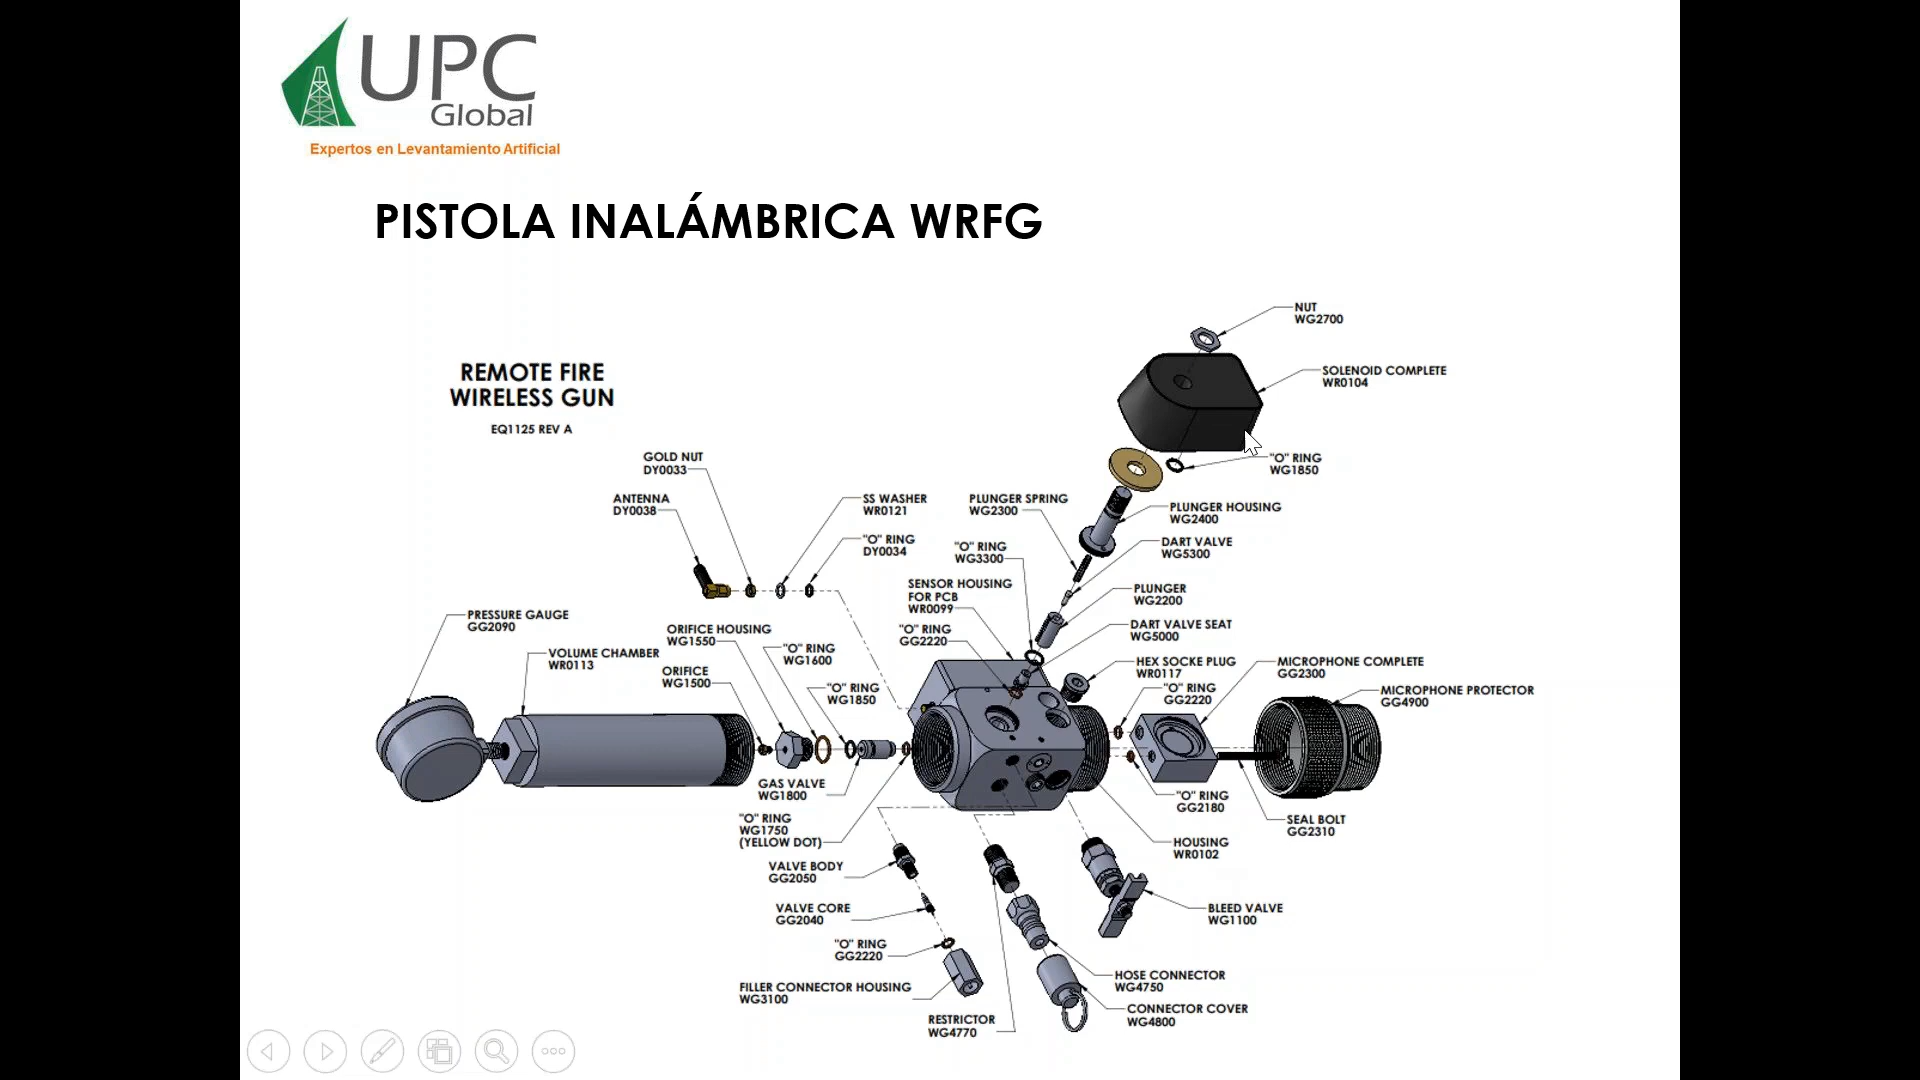 UPC
Global
Expertos en Levantamiento Artificial
PISTOLA INALÁMBRICA WRFG
REMOTE FIRE
WIRELESS GUN
EQ1125 REV A
NUT
WG2700
SOLENOID COMPLETE
WR0104
"O" RING
WG1850
GOLD NUT
DY0033
ANTENNA
DY0038
SS WASHER
WR0121
"O" RING
DY0034
PLUNGER SPRING
WG2300
PLUNGER HOUSING
WG2400
"O" RING
WG3300
DART VALVE
WG5300
SENSOR HOUSING
FOR PCB
WR0099
PLUNGER
WG2200
"O" RING
GG2220
DART VALVE SEAT
WG5000
PRESSURE GAUGE
GG2090
VOLUME CHAMBER
WR0113
ORIFICE HOUSING
WG1550
"O" RING
WG1600
ORIFICE
WG1500
"O" RING
WG1850
HEX SOCKE PLUG
WR0117
"O" RING
GG2220
MICROPHONE COMPLETE
GG2300
MICROPHONE PROTECTOR
GG4900
GAS VALVE
WG1800
"O" RING
WG1750
(YELLOW DOT)
"O" RING
GG2180
SEAL BOLT
GG2310
HOUSING
WR0102
VALVE BODY
GG2050
VALVE CORE
GG2040
"O" RING
GG2220
FILLER CONNECTOR HOUSING
WG3100
RESTRICTOR
WG4770
BLEED VALVE
WG1100
HOSE CONNECTOR
WG4750
CONNECTOR COVER
WG4800